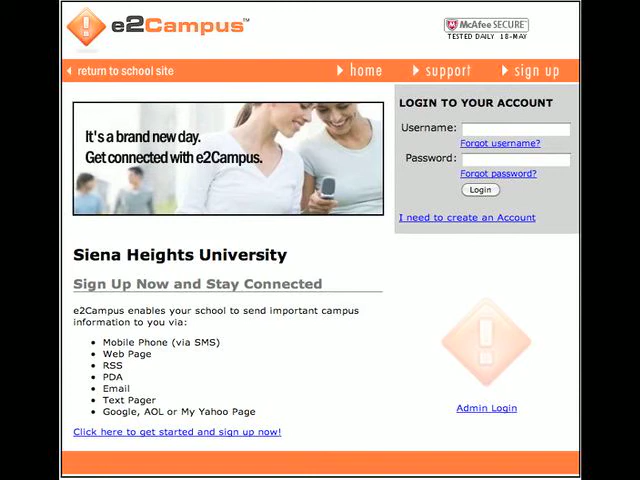 e2Campus™
McAfee SECURE
TESTED DAILY 18-MAY
return to school site
home
support
sign up
It's a brand new day.
Get connected with e2Campus.
LOGIN TO YOUR ACCOUNT
Username:
Forgot username?
Password:
Forgot password?
Login
I need to create an Account
Siena Heights University
Sign Up Now and Stay Connected
e2Campus enables your school to send important campus
information to you via:
• Mobile Phone (via SMS)
• Web Page
• RSS
• PDA
• Email
• Text Pager
• Google, AOL or My Yahoo Page
Click here to get started and sign up now!
Admin Login